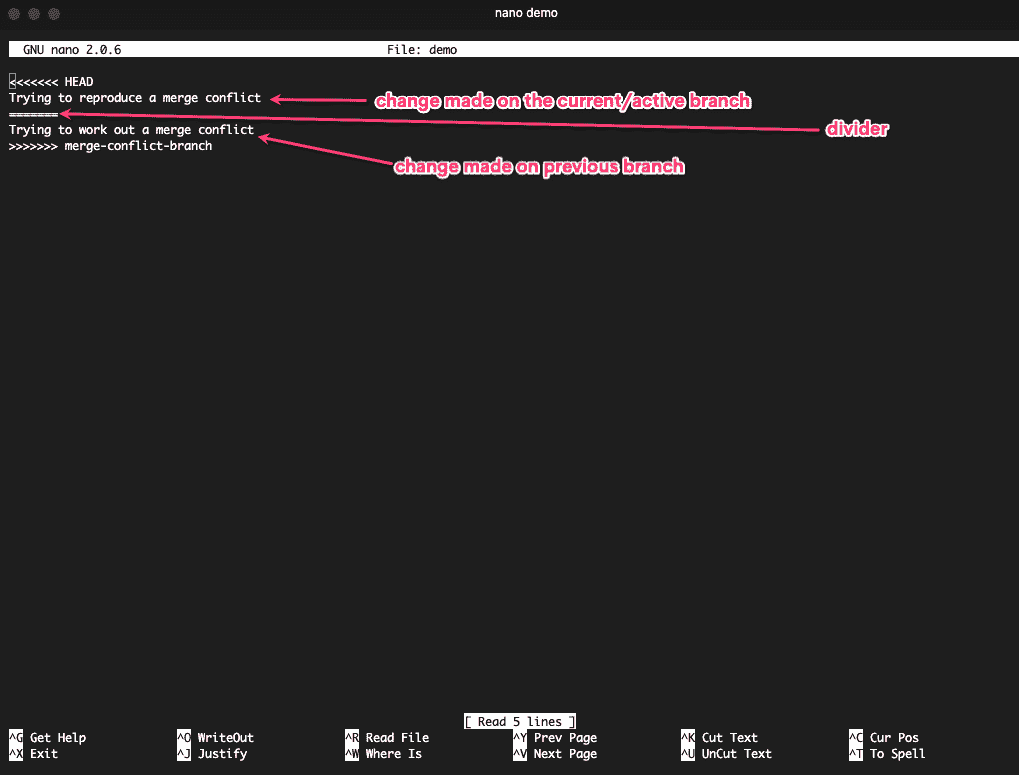 nano demo
GNU nano 2.0.6 File: demo
<<<<<<< HEAD
Trying to reproduce a merge conflict
change made on the current/active branch
=======
divider
Trying to work out a merge conflict
>>>>>>> merge-conflict-branch
change made on previous branch
[ Read 5 lines ]
^G Get Help ^O WriteOut ^R Read File ^Y Prev Page ^K Cut Text ^C Cur Pos
^X Exit ^J Justify ^W Where Is ^V Next Page ^U UnCut Text ^T To Spell